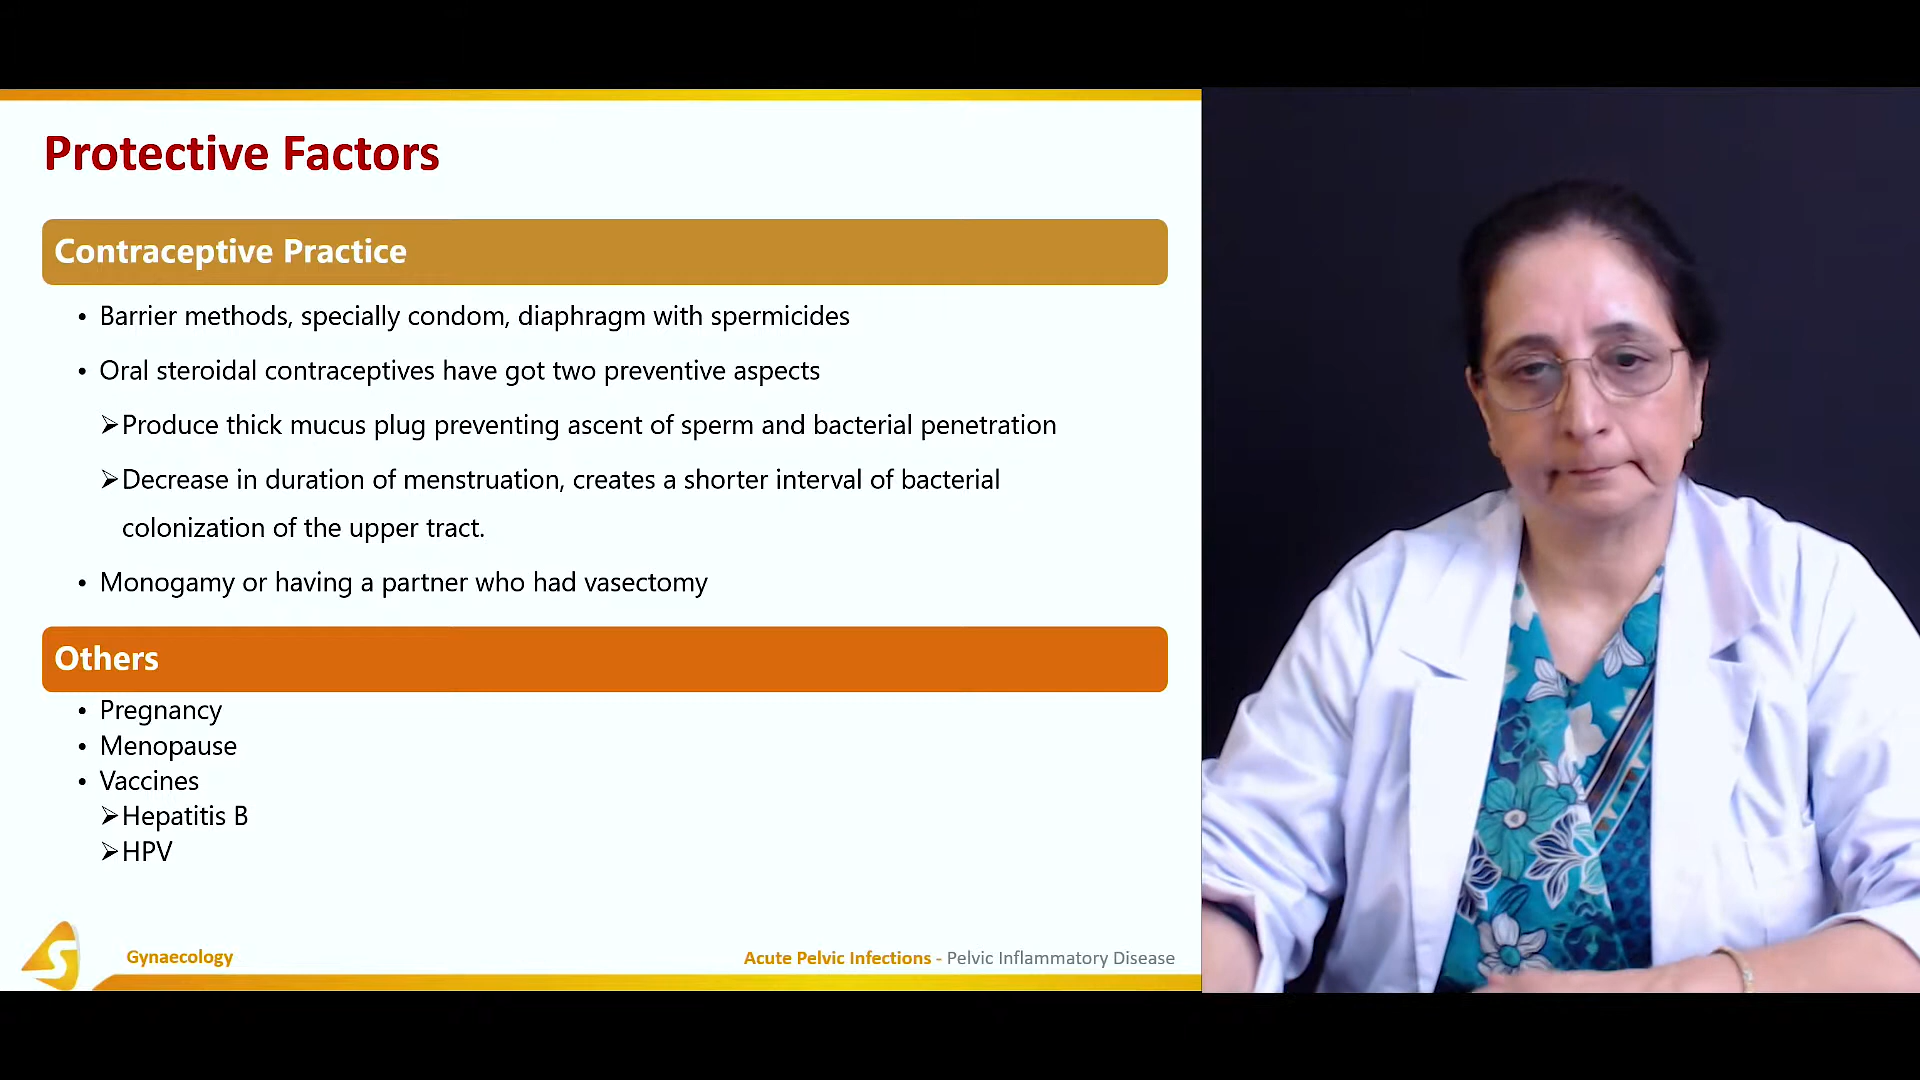 Protective Factors
Contraceptive Practice
• Barrier methods, specially condom, diaphragm with spermicides
• Oral steroidal contraceptives have got two preventive aspects
➢Produce thick mucus plug preventing ascent of sperm and bacterial penetration
➢Decrease in duration of menstruation, creates a shorter interval of bacterial
colonization of the upper tract.
• Monogamy or having a partner who had vasectomy
Others
• Pregnancy
• Menopause
• Vaccines
➢Hepatitis B
➢HPV
S
Gynaecology
Acute Pelvic Infections - Pelvic Inflammatory Disease